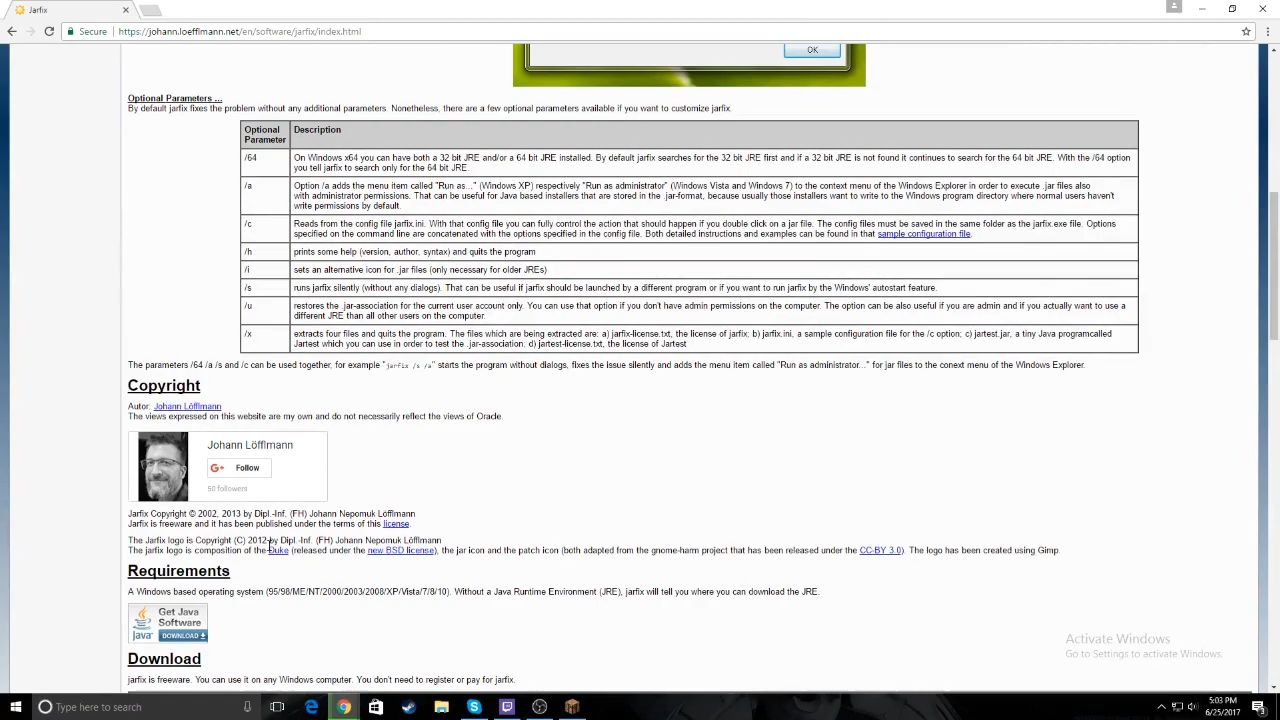 Jarfix
Secure
https://johann.loefflmann.net/en/software/jarfix/index.html
OK
Optional Parameters ...
By default jarfix fixes the problem without any additional parameters. Nonetheless, there are a few optional parameters available if you want to customize jarfix.
Optional
Parameter
Description
/64
On Windows x64 you can have both a 32 bit JRE and/or a 64 bit JRE installed. By default jarfix searches for the 32 bit JRE first and if a 32 bit JRE is not found it continues to search for the 64 bit JRE. With the /64 option
you tell jarfix to search only for the 64 bit JRE.
/a
Option /a adds the menu item called "Run as..." (Windows XP) respectively "Run as administrator" (Windows Vista and Windows 7) to the context menu of the Windows Explorer in order to execute .jar files also
with administrator permissions. That can be useful for Java based installers that are stored in the .jar-format, because usually those installers want to write to the Windows program directory where normal users haven't
write permissions by default.
/c
Reads from the config file jarfix.ini. With that config file you can fully control the action that should happen if you double click on a jar file. The config files must be saved in the same folder as the jarfix.exe file. Options
specified on the command line are concatenated with the options specified in the config file. Both detailed instructions and examples can be found in that sample configuration file.
/h
prints some help (version, author, syntax) and quits the program
/i
sets an alternative icon for .jar files (only necessary for older JREs)
/s
runs jarfix silently (without any dialogs). That can be useful if jarfix should be launched by a different program or if you want to run jarfix by the Windows' autostart feature.
/u
restores the .jar-association for the current user account only. You can use that option if you don't have admin permissions on the computer. The option can be also useful if you are admin and if you actually want to use a
different JRE than all other users on the computer.
/x
extracts four files and quits the program. The files which are being extracted are: a) jarfix-license.txt, the license of jarfix; b) jarfix.ini, a sample configuration file for the /c option; c) jartest.jar, a tiny Java programcalled
Jartest which you can use in order to test the .jar-association; d) jartest-license.txt, the license of Jartest
The parameters /64 /a /s and /c can be used together, for example "jarfix /s /a" starts the program without dialogs, fixes the issue silently and adds the menu item called "Run as administrator..." for jar files to the conext menu of the Windows Explorer.
Copyright
Autor: Johann Löfflmann
The views expressed on this website are my own and do not necessarily reflect the views of Oracle.
Johann Löfflmann
G+ Follow
50 followers
Jarfix Copyright © 2002, 2013 by Dipl.-Inf. (FH) Johann Nepomuk Löfflmann
Jarfix is freeware and it has been published under the terms of this license.
The Jarfix logo is Copyright (C) 2012 by Dipl.-Inf. (FH) Johann Nepomuk Löfflmann
The jarfix logo is composition of the Duke (released under the new BSD license), the jar icon and the patch icon (both adapted from the gnome-harm project that has been released under the CC-BY 3.0). The logo has been created using Gimp.
Requirements
A Windows based operating system (95/98/ME/NT/2000/2003/2008/XP/Vista/7/8/10). Without a Java Runtime Environment (JRE), jarfix will tell you where you can download the JRE.
Get Java
Software
Java DOWNLOAD
Activate Windows
Go to Settings to activate Windows.
Download
jarfix is freeware. You can use it on any Windows computer. You don't need to register or pay for jarfix.
Type here to search
5:03 PM
6/25/2017